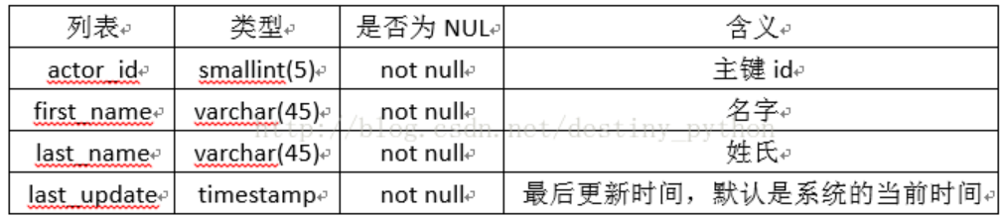 列表 类型 是否为 NUL 含义
actor_id smallint(5) not null 主键 id
first_name varchar(45) not null 名字
http://blog.csdn.net/destiny_python
last_name varchar(45) not null 姓氏
last_update timestamp not null 最后更新时间，默认是系统的当前时间